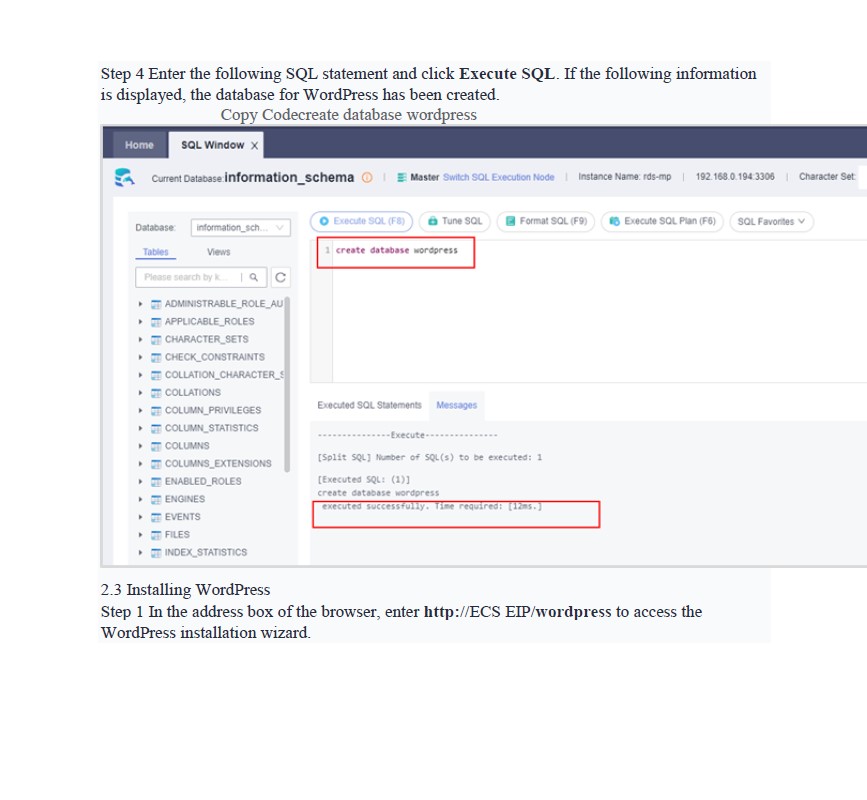 Step 4 Enter the following SQL statement and click Execute SQL. If the following information
is displayed, the database for WordPress has been created.
Copy Codecreate database wordpress
Home
SQL Window X
Current Database:information_schema
Master Switch SQL Execution Node | Instance Name: rds-mp | 192.168.0.194:3306 | Character Set:
Database: information_sch...
Tables Views
Please search by k...
ADMINISTRABLE_ROLE_AU
APPLICABLE_ROLES
CHARACTER_SETS
CHECK_CONSTRAINTS
COLLATION_CHARACTER_S
COLLATIONS
COLUMN_PRIVILEGES
COLUMN_STATISTICS
COLUMNS
COLUMNS_EXTENSIONS
ENABLED_ROLES
ENGINES
EVENTS
FILES
INDEX_STATISTICS
Execute SQL (F8) Tune SQL Format SQL (F9) Execute SQL Plan (F6) SQL Favorites
1 create database wordpress
Executed SQL Statements Messages
---------------Execute---------------
[Split SQL] Number of SQL(s) to be executed: 1
[Executed SQL: (1)]
create database wordpress
executed successfully. Time required: [12ms.]
2.3 Installing WordPress
Step 1 In the address box of the browser, enter http://ECS EIP/wordpress to access the
WordPress installation wizard.